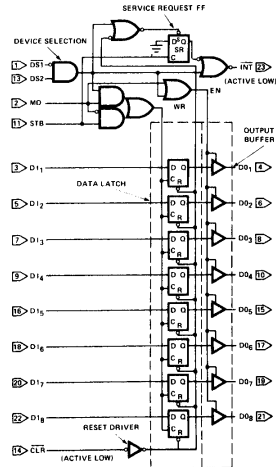 SERVICE REQUEST FF
DEVICE SELECTION
1 DS1
13 DS2
2 MD
11 STB
S
D Q
SR
C
INT 23
(ACTIVE LOW)
WR
EN
OUTPUT
BUFFER
DATA LATCH
3 DI1 D Q C R DO1 4
5 DI2 D Q C R DO2 6
7 DI3 D Q C R DO3 8
9 DI4 D Q C R DO4 10
16 DI5 D Q C R DO5 15
18 DI6 D Q C R DO6 17
20 DI7 D Q C R DO7 19
22 DI8 D Q C R DO8 21
RESET DRIVER
14 CLR
(ACTIVE LOW)